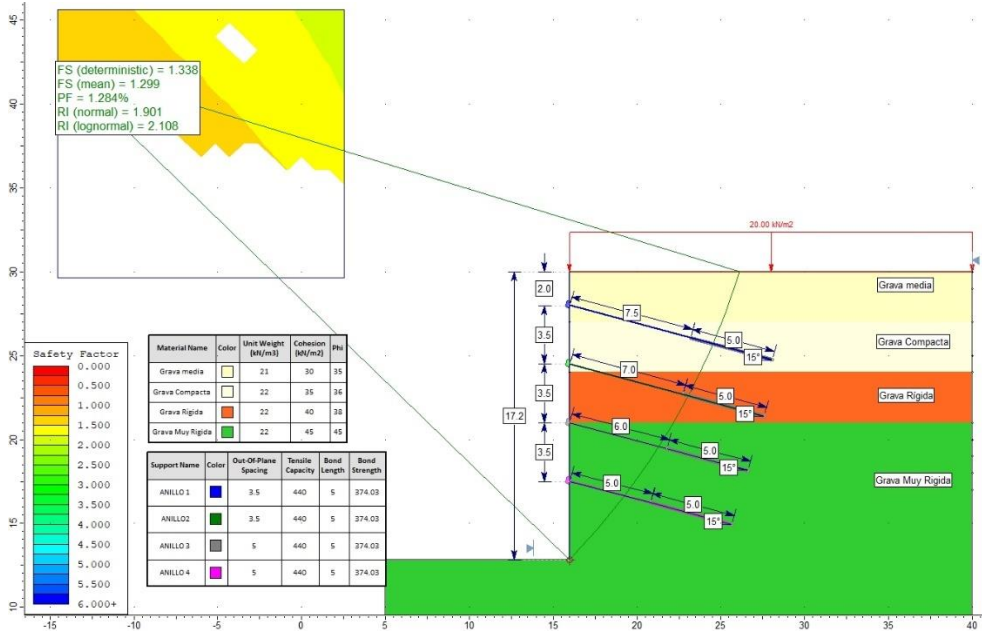 45
40
35
30
25
20
15
10
-15
-10
-5
0
5
10
15
20
25
30
35
40
FS (deterministic) = 1.338
FS (mean) = 1.299
PF = 1.284%
RI (normal) = 1.901
RI (lognormal) = 2.108
20.00 kN/m2
Grava media
Grava Compacta
Grava Rígida
Grava Muy Rigida
2.0
3.5
3.5
3.5
17.2
7.5
5.0
15°
7.0
5.0
15°
6.0
5.0
15°
5.0
5.0
15°
Safety Factor
0.000
0.500
1.000
1.500
2.000
2.500
3.000
3.500
4.000
4.500
5.000
5.500
6.000+
Material Name Color Unit Weight (kN/m3) Cohesion (kN/m2) Phi
Grava media 21 30 35
Grava Compacta 22 35 36
Grava Rígida 22 40 38
Grava Muy Rigida 22 45 45
Support Name Color Out-Of-Plane Spacing Tensile Capacity Bond Length Bond Strength
ANILLO 1 3.5 440 5 374.03
ANILLO2 3.5 440 5 374.03
ANILLO 3 5 440 5 374.03
ANILLO 4 5 440 5 374.03